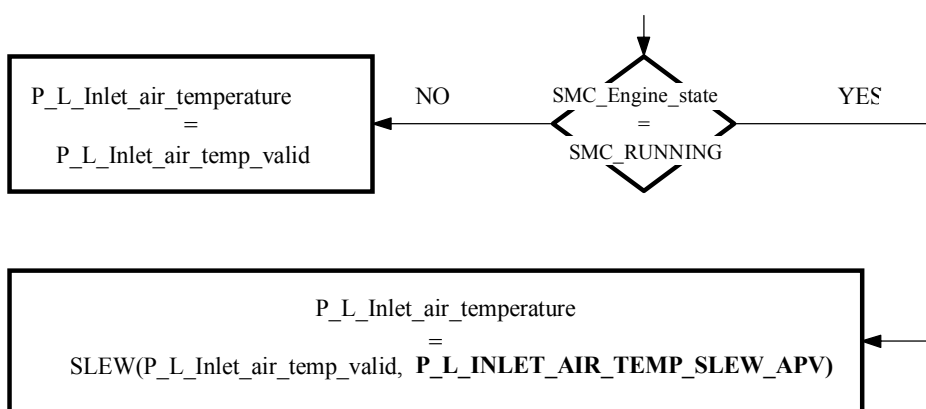 P_L_Inlet_air_temperature
=
P_L_Inlet_air_temp_valid
NO
SMC_Engine_state
=
SMC_RUNNING
YES
P_L_Inlet_air_temperature
=
SLEW(P_L_Inlet_air_temp_valid, P_L_INLET_AIR_TEMP_SLEW_APV)